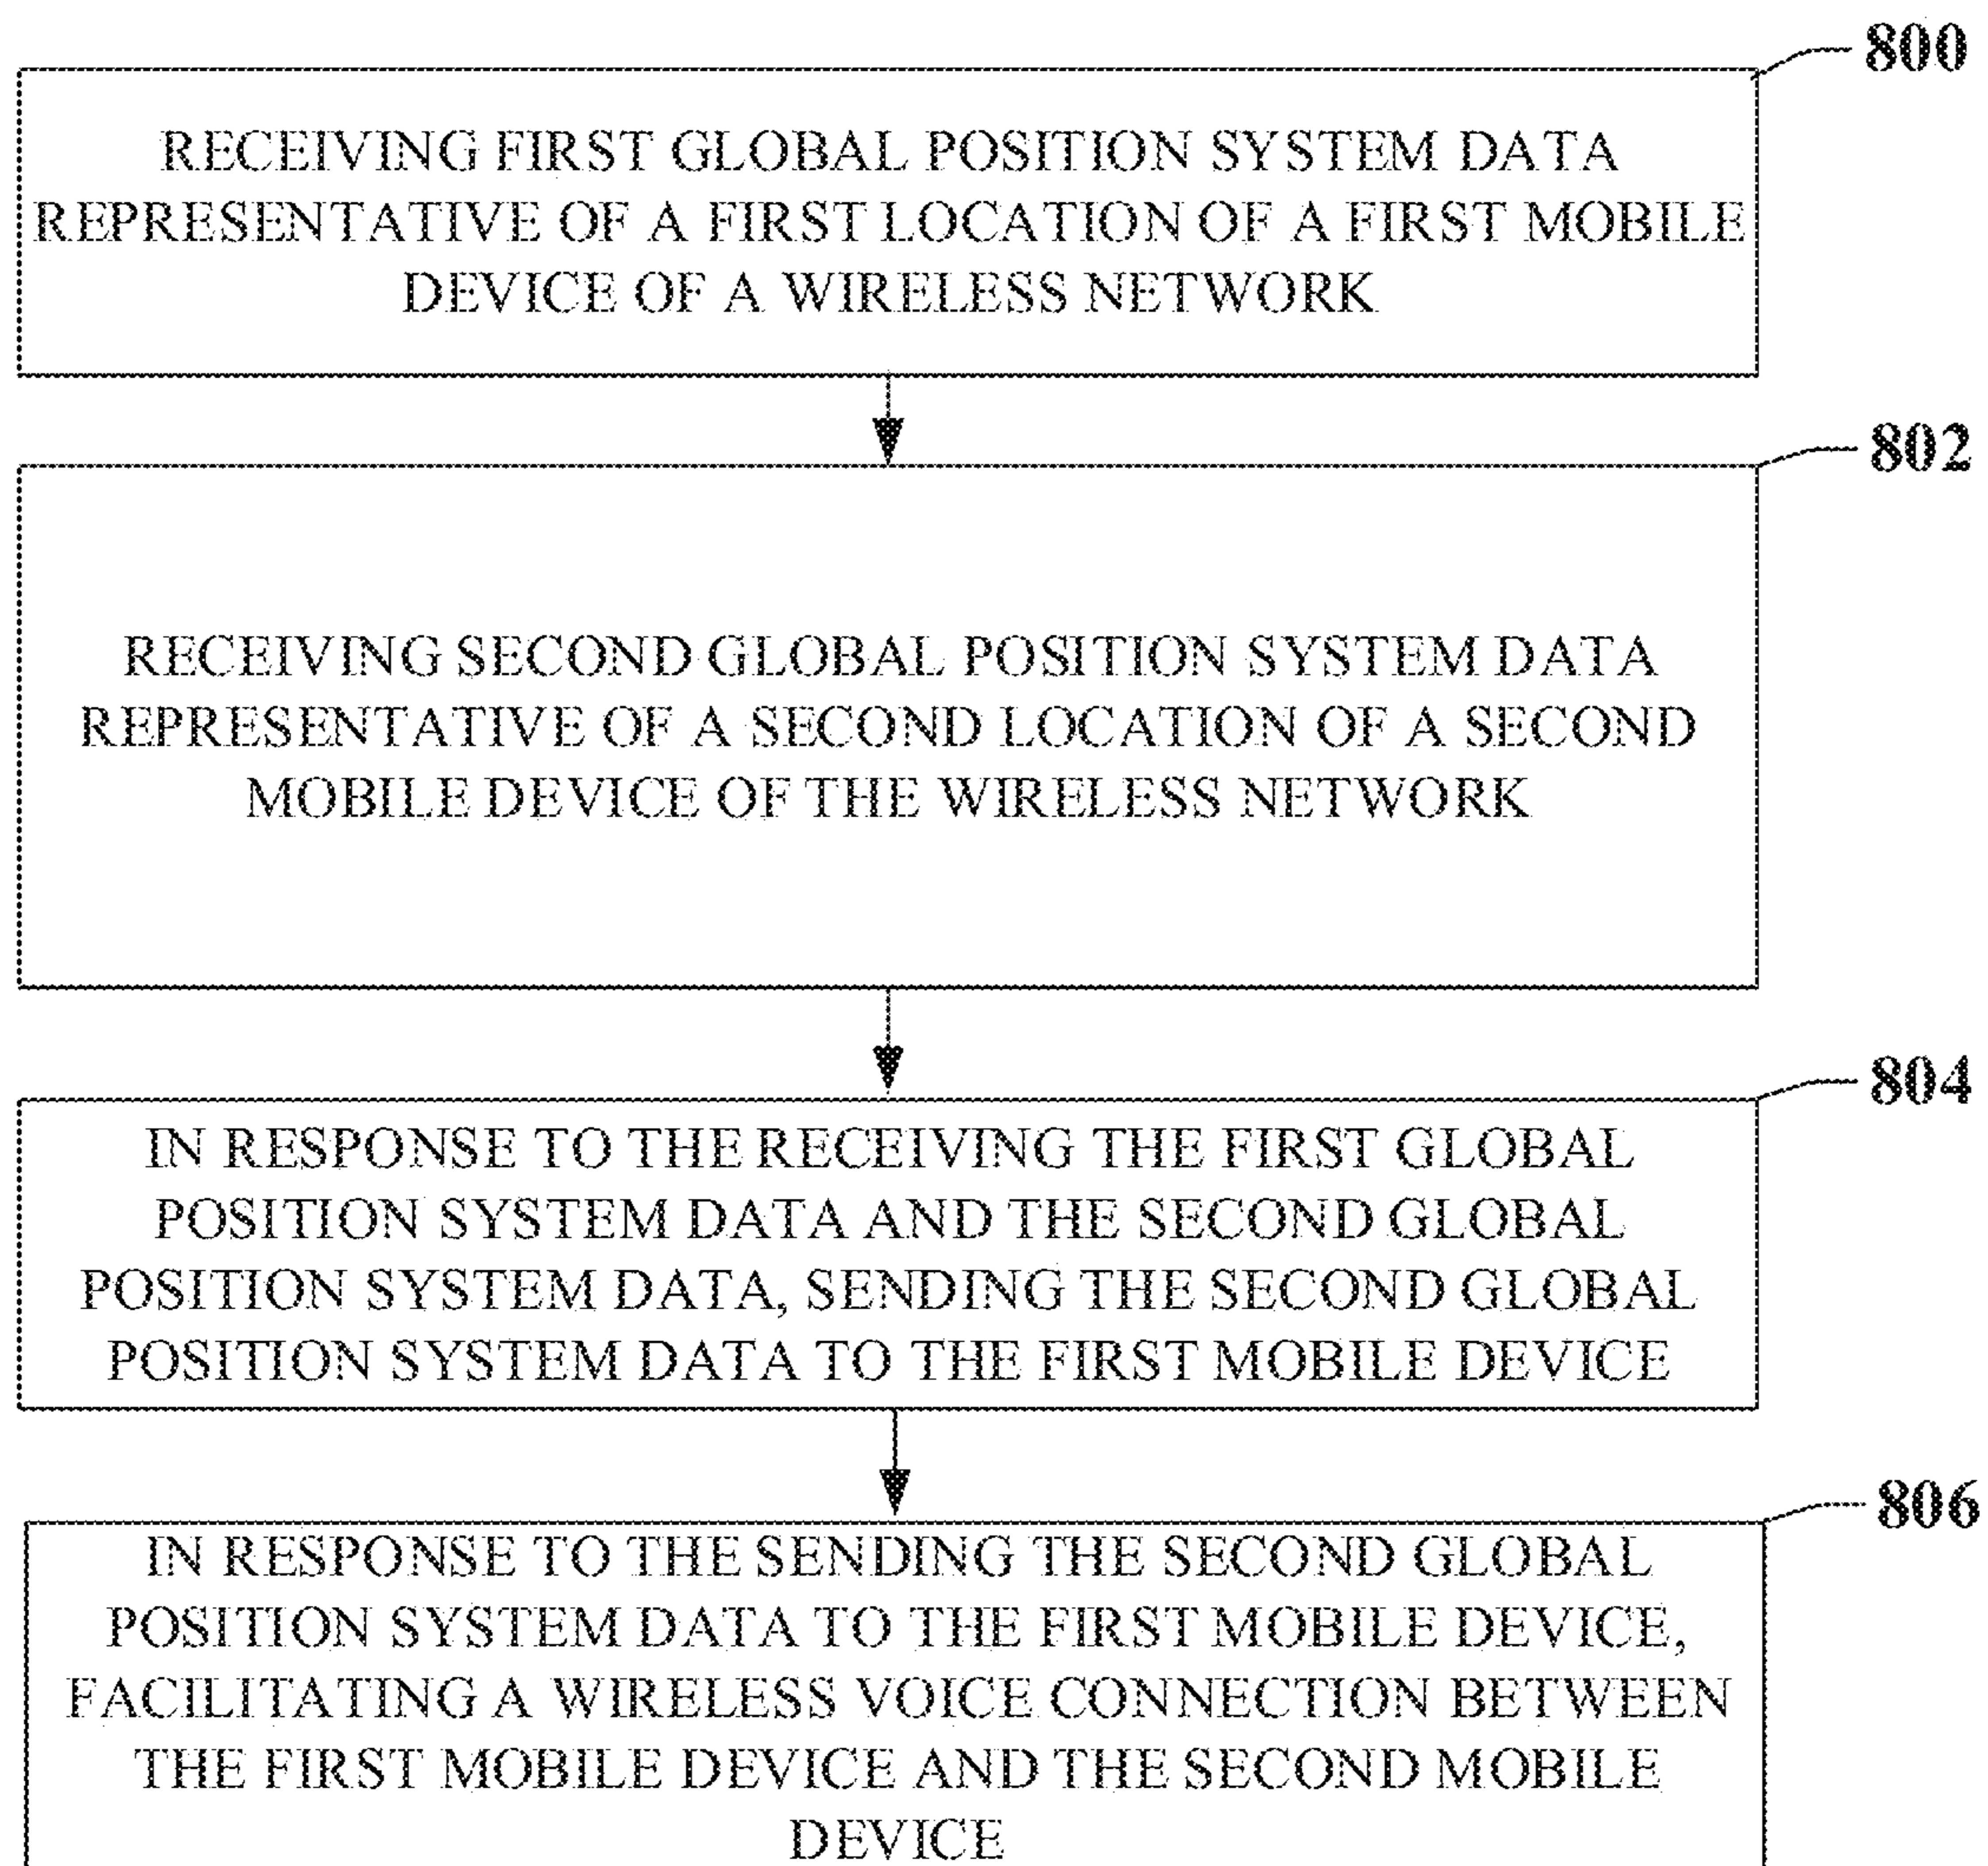 800
RECEIVING FIRST GLOBAL POSITION SYSTEM DATA
REPRESENTATIVE OF A FIRST LOCATION OF A FIRST MOBILE
DEVICE OF A WIRELESS NETWORK
802
RECEIVING SECOND GLOBAL POSITION SYSTEM DATA
REPRESENTATIVE OF A SECOND LOCATION OF A SECOND
MOBILE DEVICE OF THE WIRELESS NETWORK
804
IN RESPONSE TO THE RECEIVING THE FIRST GLOBAL
POSITION SYSTEM DATA AND THE SECOND GLOBAL
POSITION SYSTEM DATA, SENDING THE SECOND GLOBAL
POSITION SYSTEM DATA TO THE FIRST MOBILE DEVICE
806
IN RESPONSE TO THE SENDING THE SECOND GLOBAL
POSITION SYSTEM DATA TO THE FIRST MOBILE DEVICE,
FACILITATING A WIRELESS VOICE CONNECTION BETWEEN
THE FIRST MOBILE DEVICE AND THE SECOND MOBILE
DEVICE